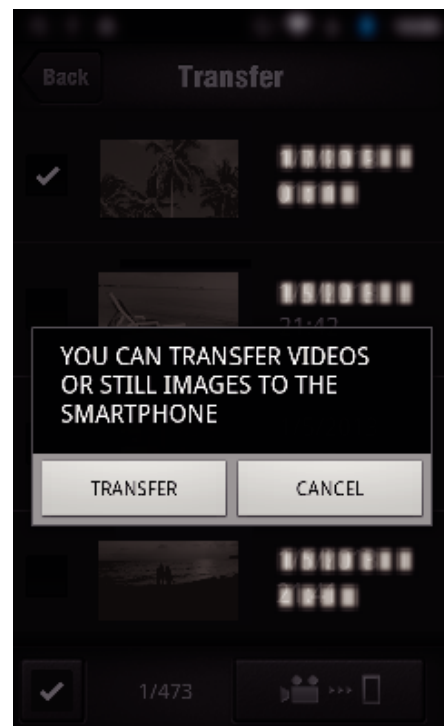 Back
Transfer
21:42
YOU CAN TRANSFER VIDEOS
OR STILL IMAGES TO THE
SMARTPHONE
TRANSFER
CANCEL
1/473